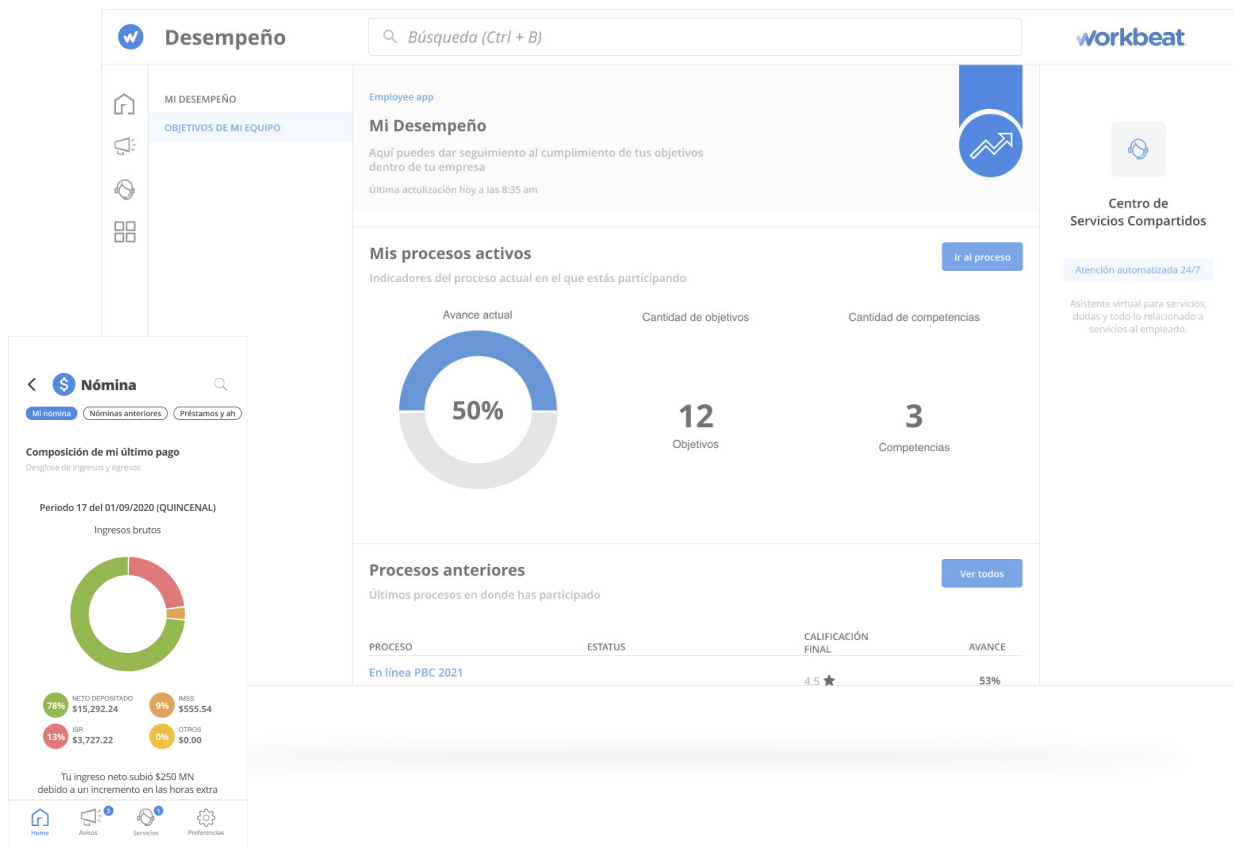 Desempeño
Búsqueda (Ctrl + B)
workbeat
MI DESEMPEÑO
OBJETIVOS DE MI EQUIPO
Employee app
Mi Desempeño
Aquí puedes dar seguimiento al cumplimiento de tus objetivos
dentro de tu empresa
Última actulización hoy a las 8:35 am
Mis procesos activos
Ir al proceso
Indicadores del proceso actual en el que estás participando
Avance actual
Cantidad de objetivos
Cantidad de competencias
50%
12
Objetivos
3
Competencias
Procesos anteriores
Ver todos
Últimos procesos en donde has participado
PROCESO
ESTATUS
CALIFICACIÓN
FINAL
AVANCE
En línea PBC 2021
4,5
53%
Centro de
Servicios Compartidos
Atención automatizada 24/7
Asistente virtual para servicios,
dudas y todo lo relacionado a
servicios al empleado.
$ Nómina
Mi nómina
Nóminas anteriores
Préstamos y ah
Composición de mi último pago
Desglose de ingresos y egresos
Periodo 17 del 01/09/2020 (QUINCENAL)
Ingresos brutos
78%
NETO DEPOSITADO
$15,292.24
9%
IMSS
$555.54
13%
ISR
$3,727.22
0%
OTROS
$0.00
Tu ingreso neto subió $250 MN
debido a un incremento en las horas extra
3
1
Home
Avisos
Servicios
Preferencias